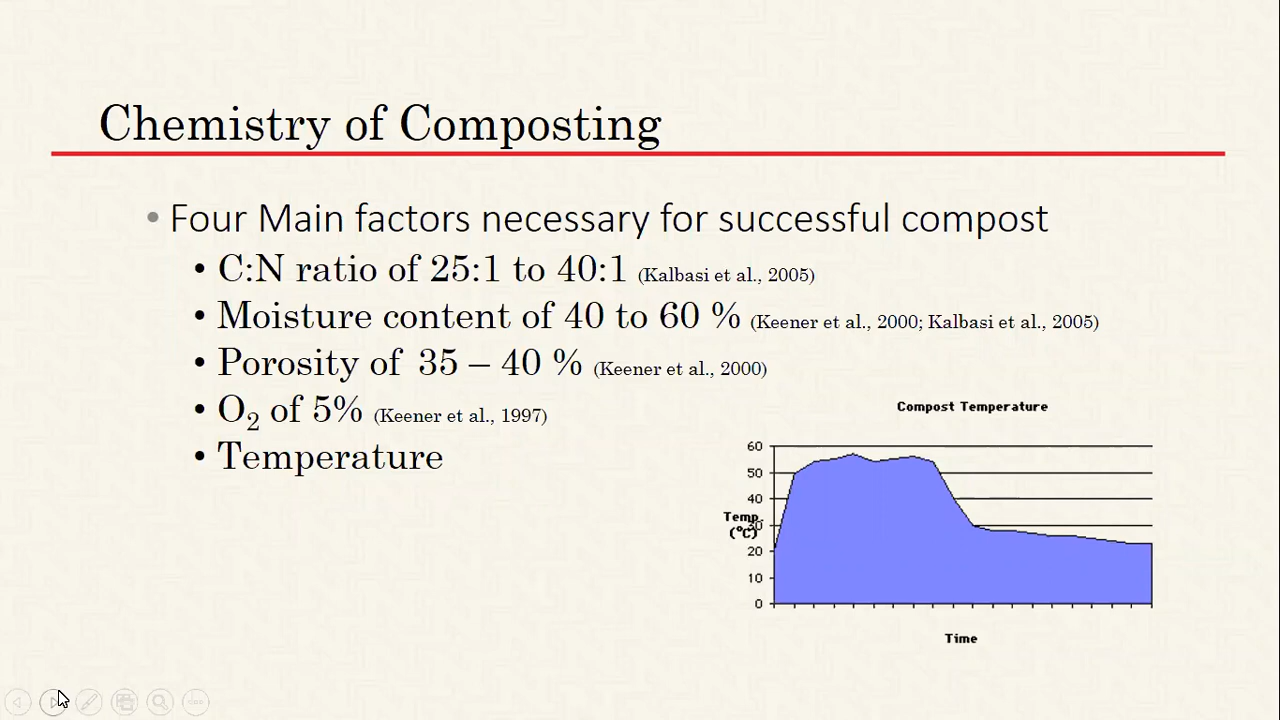 Chemistry of Composting
• Four Main factors necessary for successful compost
• C:N ratio of 25:1 to 40:1 (Kalbasi et al., 2005)
• Moisture content of 40 to 60 % (Keener et al., 2000; Kalbasi et al., 2005)
• Porosity of 35 – 40 % (Keener et al., 2000)
• O2 of 5% (Keener et al., 1997)
• Temperature
Compost Temperature
60
50
40
Temp.
30
(°C)
20
10
0
Time